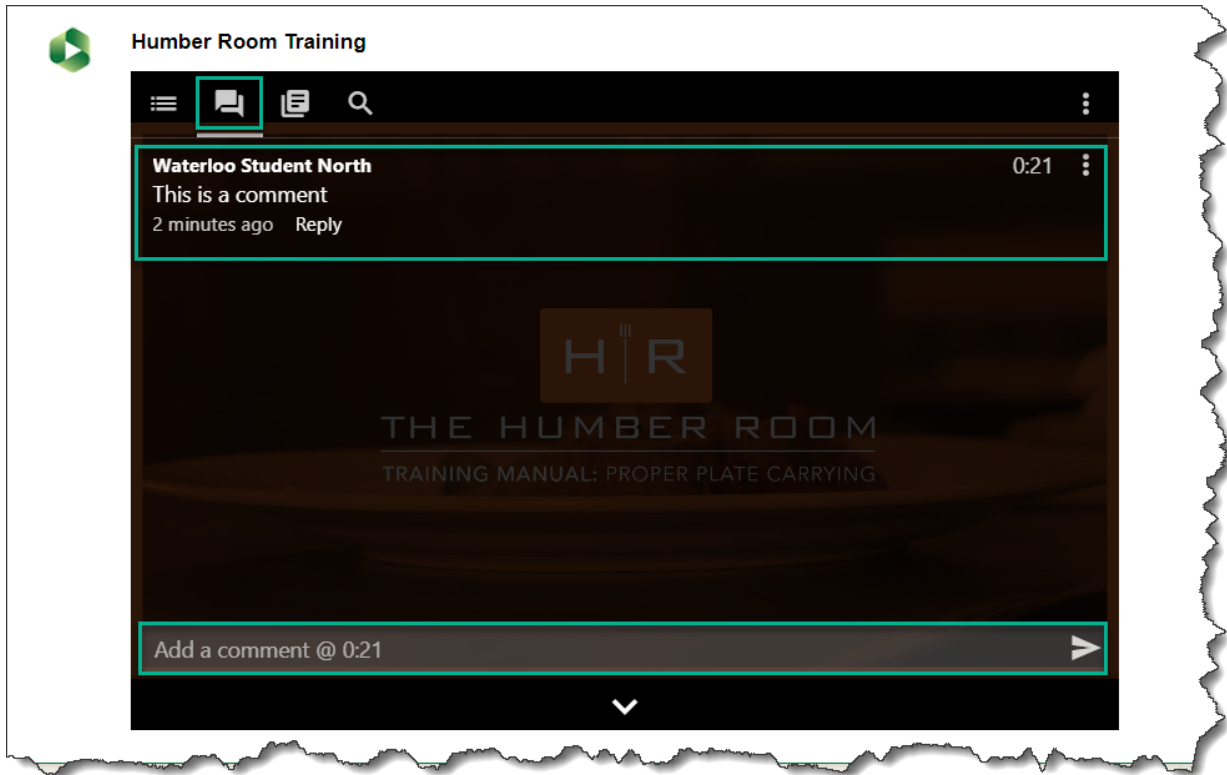 Humber Room Training
Waterloo Student North 0:21
This is a comment
2 minutes ago Reply
H R
THE HUMBER ROOM
TRAINING MANUAL: PROPER PLATE CARRYING
Add a comment @ 0:21